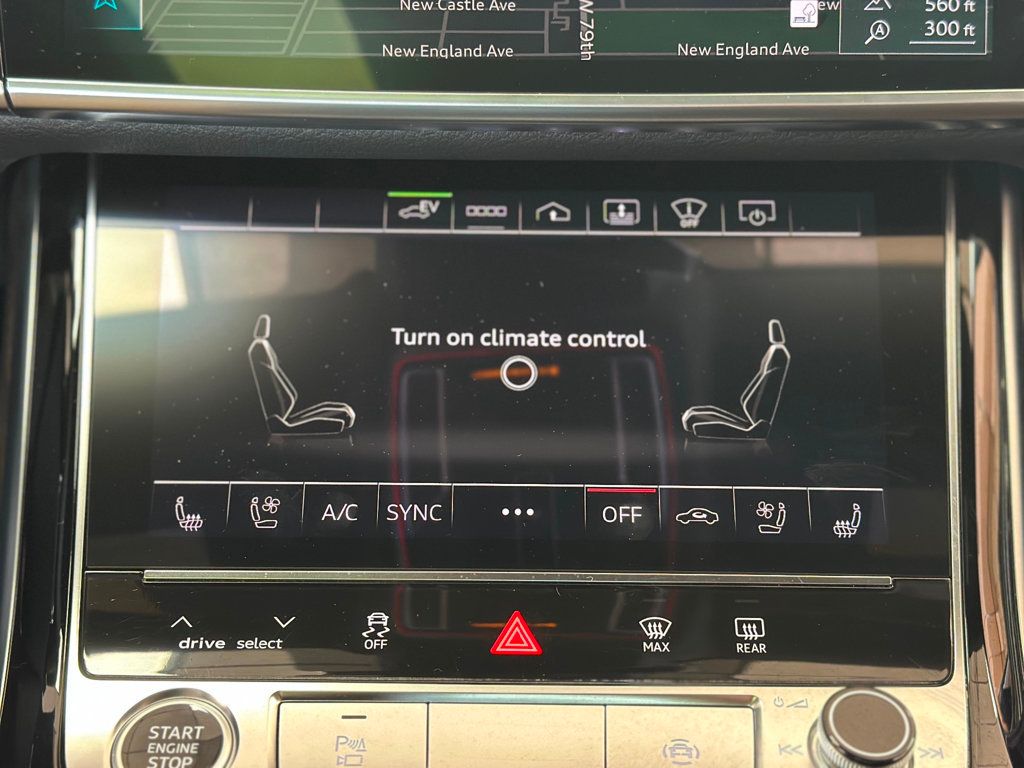 New Castle Ave
560 ft
300 ft
A
W 79th
New England Ave
New England Ave
EV
OFF
Turn on climate control
A/C
SYNC
•••
OFF
drive select
OFF
MAX
REAR
START
ENGINE
STOP
P